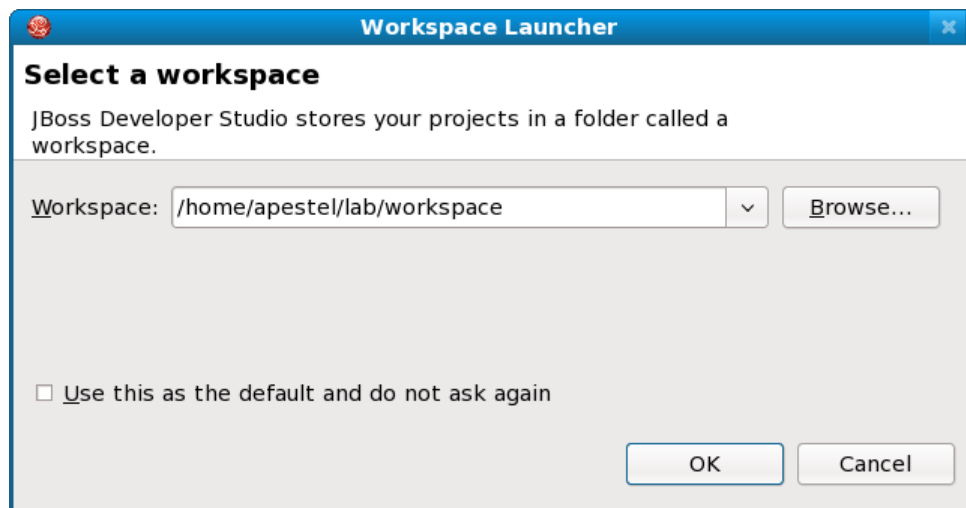 Workspace Launcher
Select a workspace
JBoss Developer Studio stores your projects in a folder called a
workspace.
Workspace: /home/apestel/lab/workspace Browse...
Use this as the default and do not ask again
OK Cancel